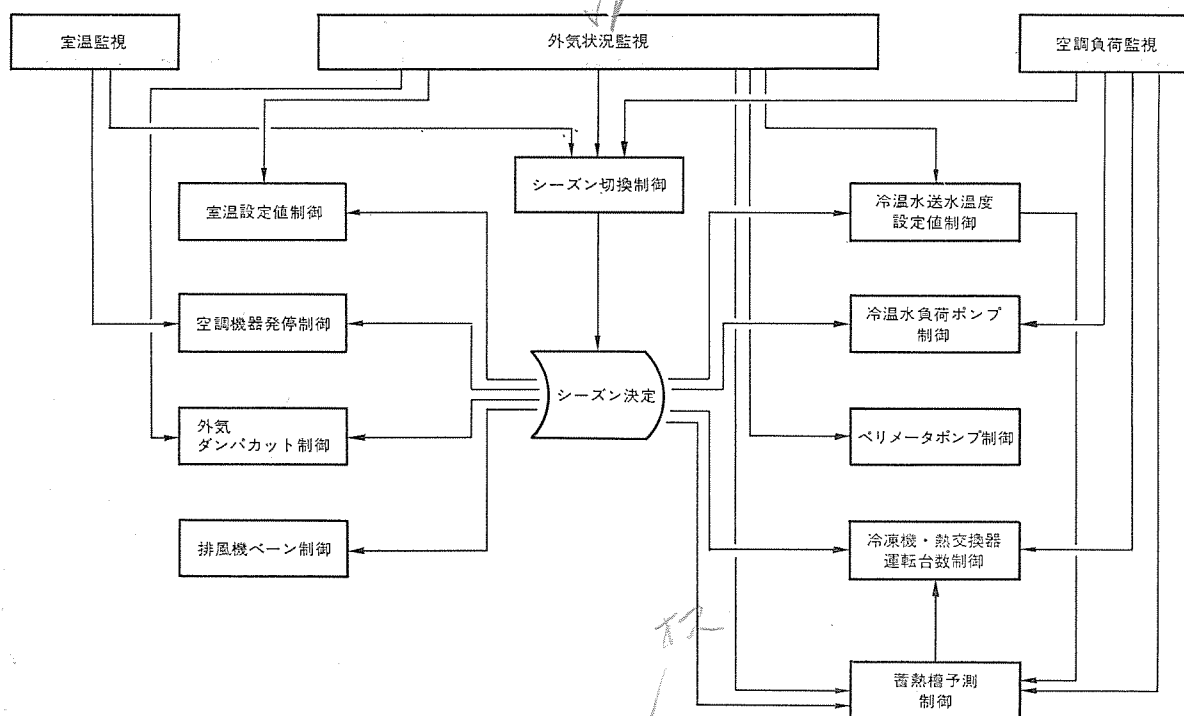 室温監視
外気状況監視
空調負荷監視
シーズン切換制御
室温設定値制御
冷温水送水温度
設定値制御
空調機器発停制御
冷温水負荷ポンプ
制御
シーズン決定
外気
ダンパカット制御
ペリメータポンプ制御
排風機ベーン制御
冷凍機・熱交換器
運転台数制御
蓄熱槽予測
制御